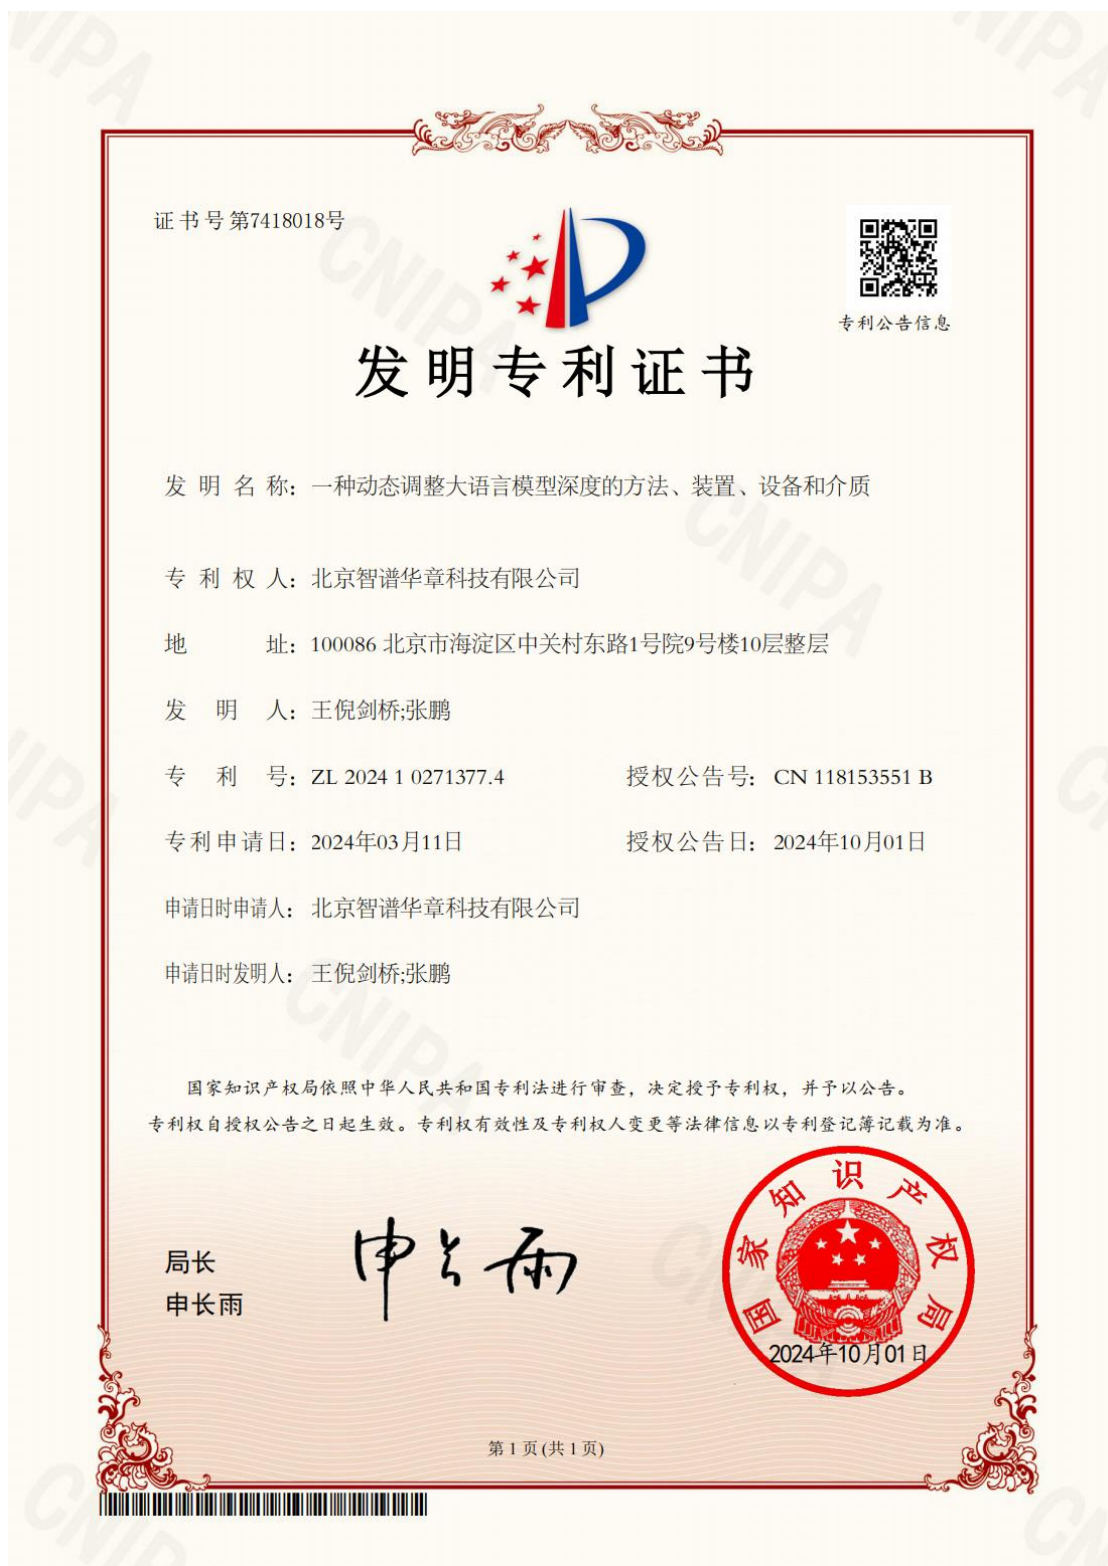 证书号第7418018号
专利公告信息
发明专利证书
发明名称：一种动态调整大语言模型深度的方法、装置、设备和介质
专利权人：北京智谱华章科技有限公司
地址：100086 北京市海淀区中关村东路1号院9号楼10层整层
发明人：王倪剑桥;张鹏
专利号：ZL 2024 1 0271377.4 授权公告号：CN 118153551 B
专利申请日：2024年03月11日 授权公告日：2024年10月01日
申请日时申请人：北京智谱华章科技有限公司
申请日时发明人：王倪剑桥;张鹏
国家知识产权局依照中华人民共和国专利法进行审查，决定授予专利权，并予以公告。
专利权自授权公告之日起生效。专利权有效性及专利权人变更等法律信息以专利登记簿记载为准。
局长
申长雨
申长雨
国家知识产权局
2024年10月01日
第1页(共1页)
CNIPA